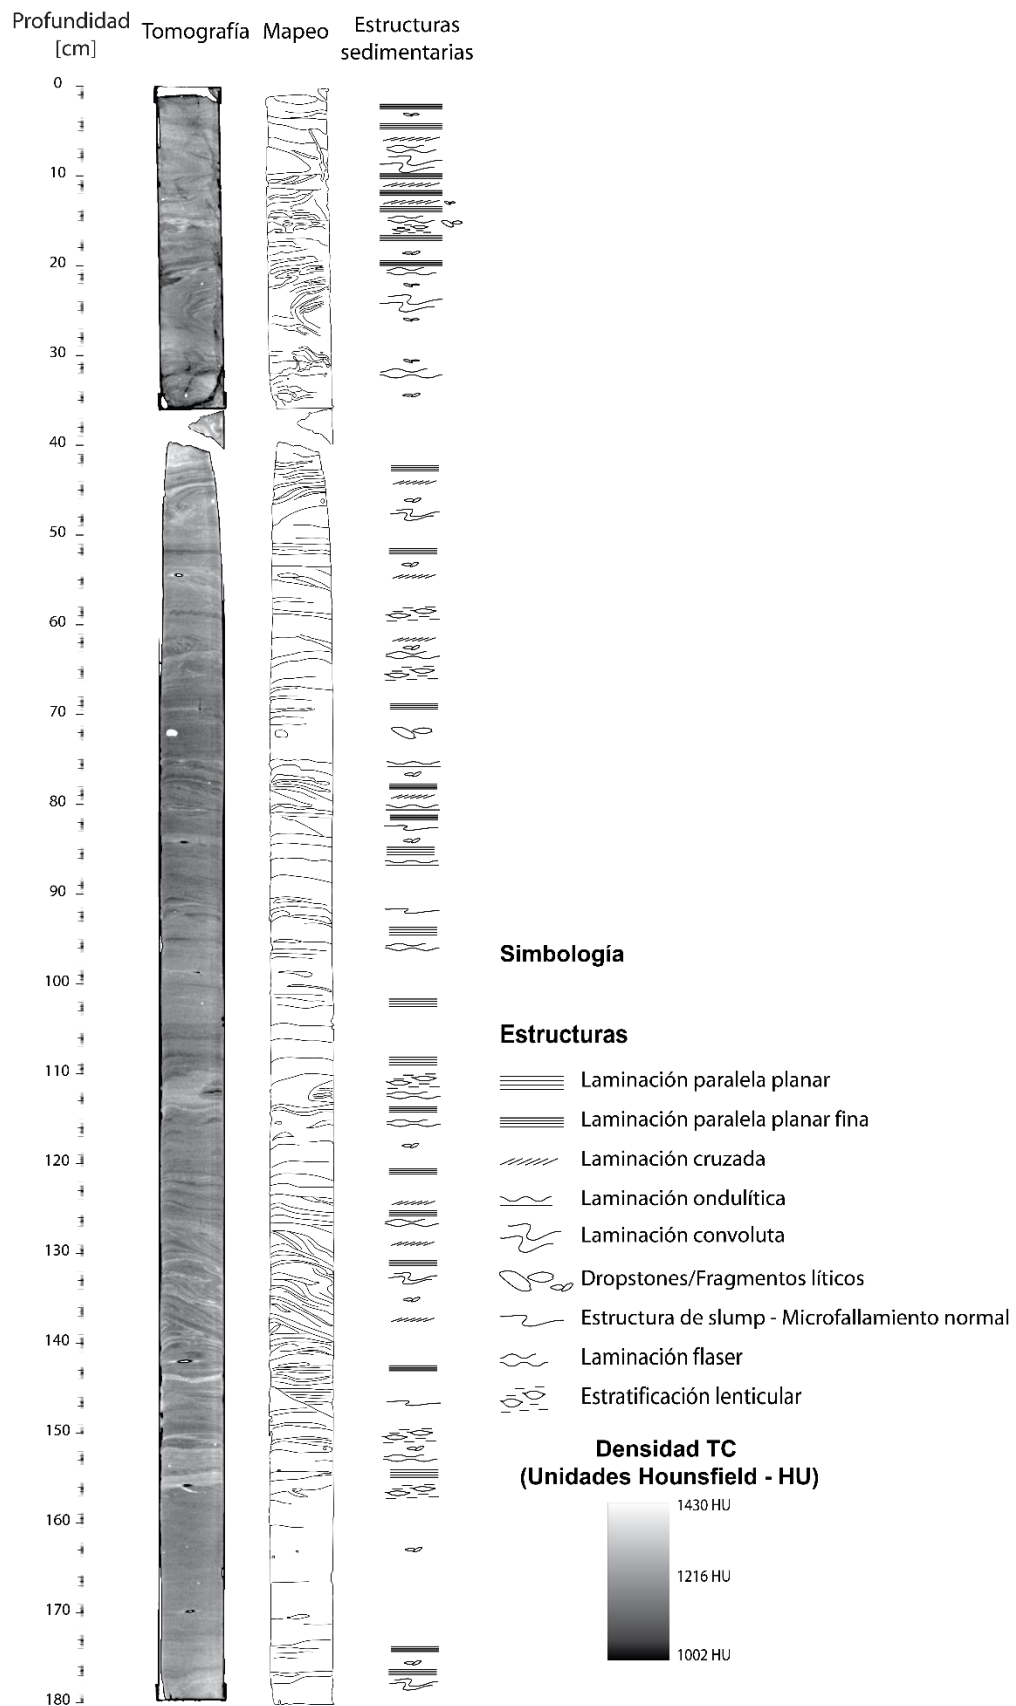 Profundidad
[cm]
Tomografía
Mapeo
Estructuras
sedimentarias
0
10
20
30
40
50
60
70
80
90
100
110
120
130
140
150
160
170
180
Simbología
Estructuras
Laminación paralela planar
Laminación paralela planar fina
Laminación cruzada
Laminación ondulítica
Laminación convoluta
Dropstones/Fragmentos líticos
Estructura de slump - Microfallamiento normal
Laminación flaser
Estratificación lenticular
Densidad TC
(Unidades Hounsfield - HU)
1430 HU
1216 HU
1002 HU